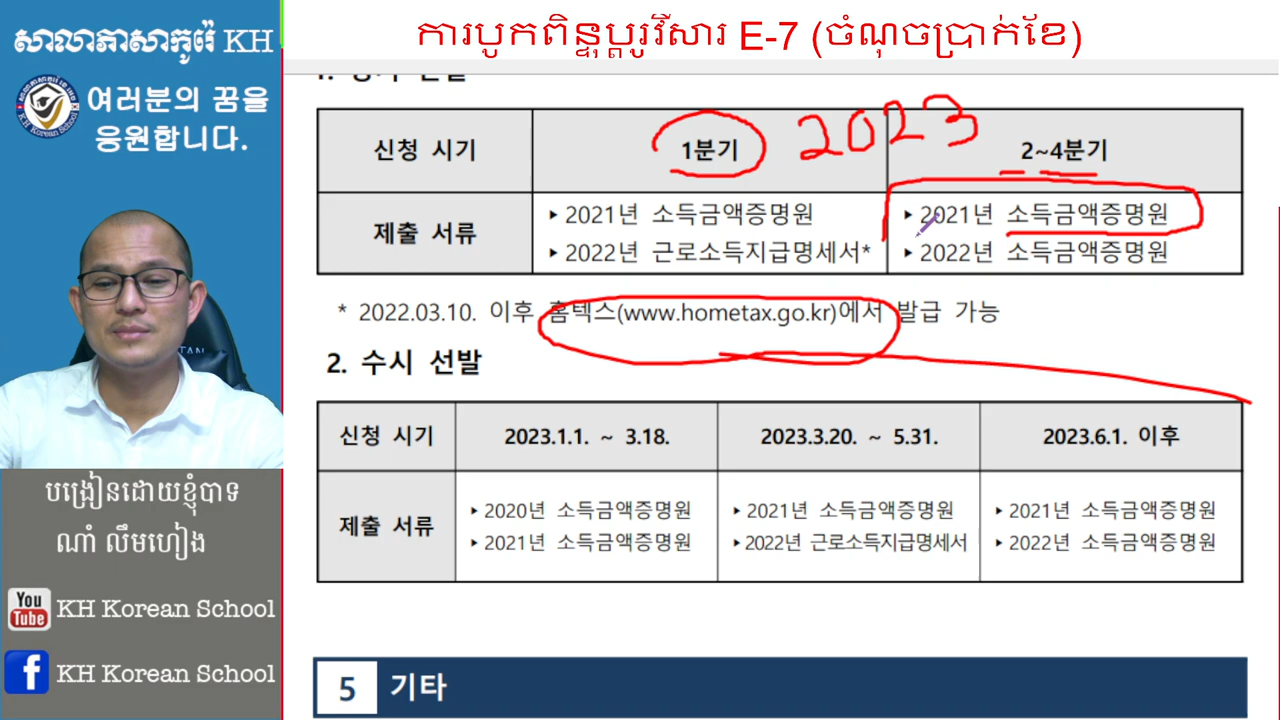 សាលាភាសាកូរ៉េ KH
여러분의 꿈을
응원합니다.
ការបូកពិន្ទុប្តូរវីសារ E-7 (ចំណុចប្រាក់ខែ)
신청 시기
1분기
2023
2~4분기
제출 서류
▸ 2021년 소득금액증명원
▸ 2022년 근로소득지급명세서*
▸ 2021년 소득금액증명원
▸ 2022년 소득금액증명원
* 2022.03.10. 이후 홈텍스(www.hometax.go.kr)에서 발급 가능
2. 수시 선발
신청 시기
2023.1.1. ~ 3.18.
2023.3.20. ~ 5.31.
2023.6.1. 이후
제출 서류
▸ 2020년 소득금액증명원
▸ 2021년 소득금액증명원
▸ 2021년 소득금액증명원
▸ 2022년 근로소득지급명세서
▸ 2021년 소득금액증명원
▸ 2022년 소득금액증명원
5 기타
បង្រៀនដោយខ្ញុំបាទ
ណាំ លឹមហៀង
You Tube KH Korean School
f KH Korean School